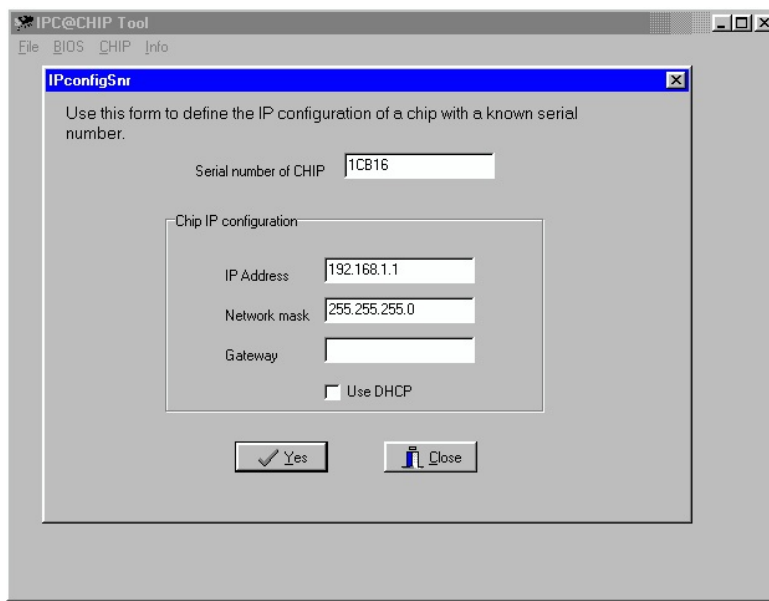 IPC@CHIP Tool
File BIOS CHIP Info
IPconfigSnr
Use this form to define the IP configuration of a chip with a known serial
number.
Serial number of CHIP 1CB16
Chip IP configuration
IP Address 192.168.1.1
Network mask 255.255.255.0
Gateway
Use DHCP
Yes Close